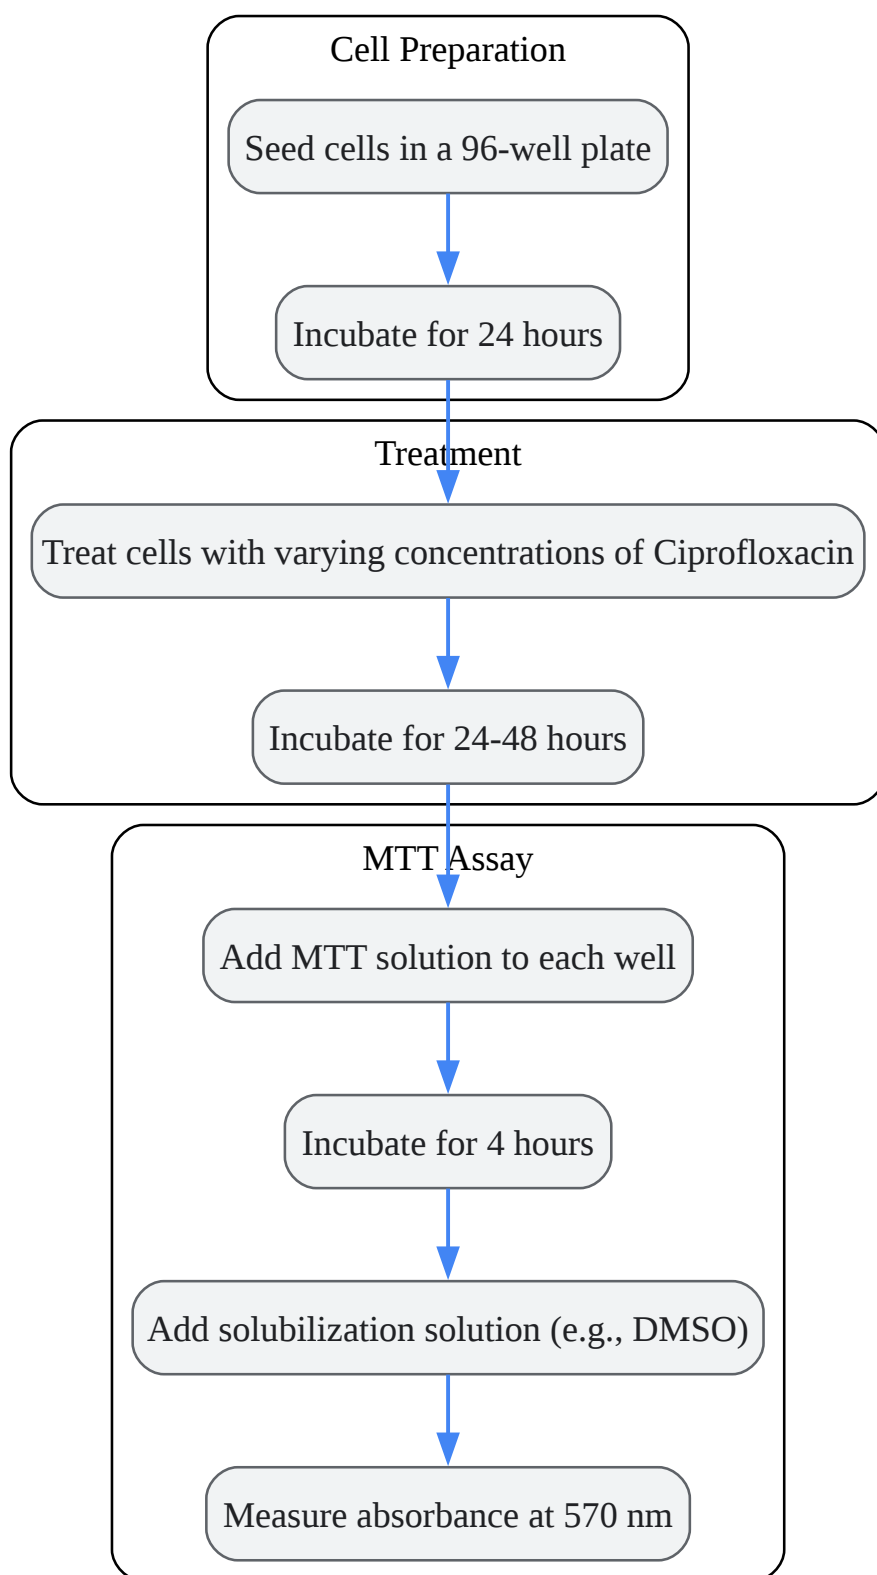 Cell Preparation
Seed cells in a 96-well plate
Incubate for 24 hours
Treatment
Treat cells with varying concentrations of Ciprofloxacin
Incubate for 24-48 hours
MTT Assay
Add MTT solution to each well
Incubate for 4 hours
Add solubilization solution (e.g., DMSO)
Measure absorbance at 570 nm